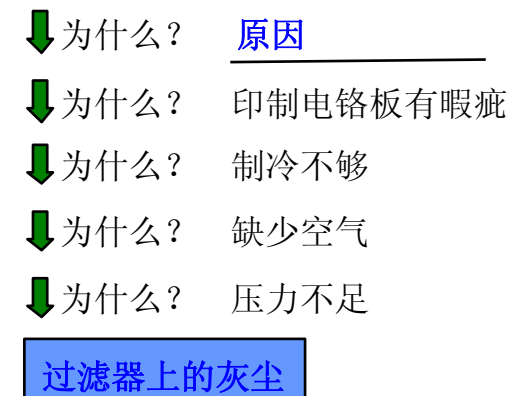 为什么? 原因
为什么? 印制电铬板有暇疵
为什么? 制冷不够
为什么? 缺少空气
为什么? 压力不足
过滤器上的灰尘